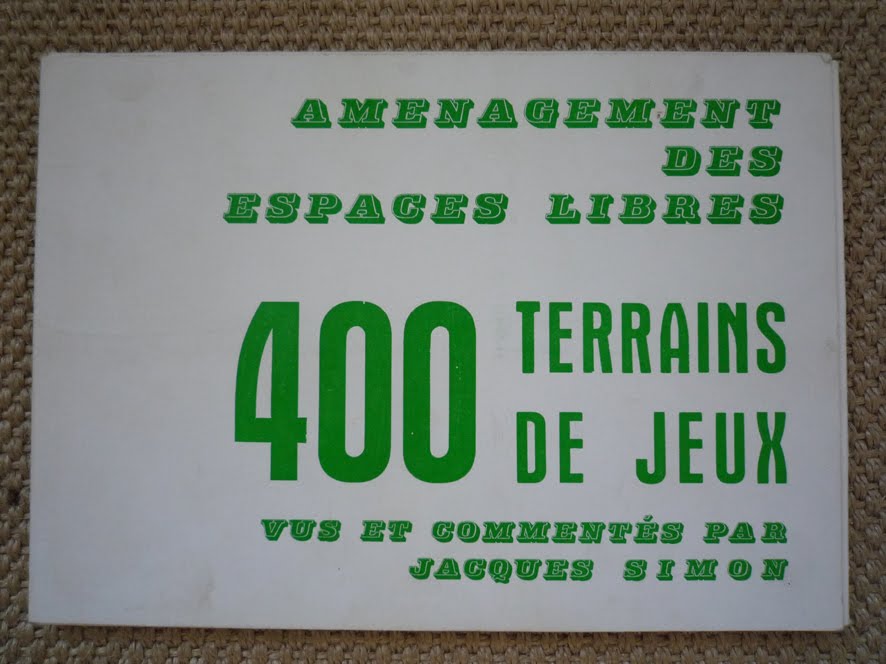 AMENAGEMENT
DES
ESPACES LIBRES
400 TERRAINS
DE JEUX
VUS ET COMMENTÉS PAR
JACQUES SIMON